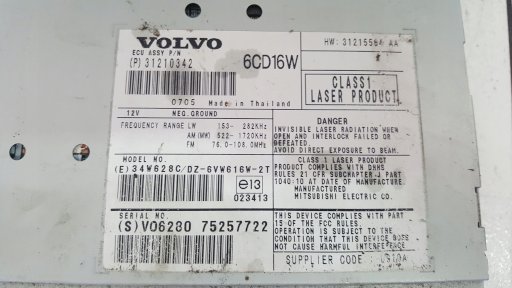 VOLVO
ECU ASSY P/N
(P) 31210342
6CD16W
HW: 31215564 AA
CLASS1
LASER PRODUCT
0705 Made in Thailand
12V NEG.GROUND
FREQUENCY RANGE LW 153- 282KHz
AM (MW) 522- 1720KHz
FM 76.0-108.0MHz
DANGER
INVISIBLE LASER RADIATION WHEN
OPEN AND INTERLOCK FAILED OR
DEFEATED
AVOID DIRECT EXPOSURE TO BEAM.
MODEL NO.
(E) 34W628C/DZ-6VW616W-2T
e13
023413
CLASS 1 LASER PRODUCT
PRODUCT COMPLIES WITH DHHS
RULES 21 CFR SUBCHAPTER J PART
1040:10 AT DATE OF MANUFACTURE.
MANUFACTURED
MITSUBISHI ELECTRIC CO.
SERIAL NO.
(S)VO6280 75257722
THIS DEVICE COMPLIES WITH PART
15 OF THE FCC RULES.
OPERATION IS SUBJECT TO THE
CONDITION THAT THIS DEVICE DOES
NOT CAUSE HARMFUL INTERFERENCE
SUPPLIER CODE